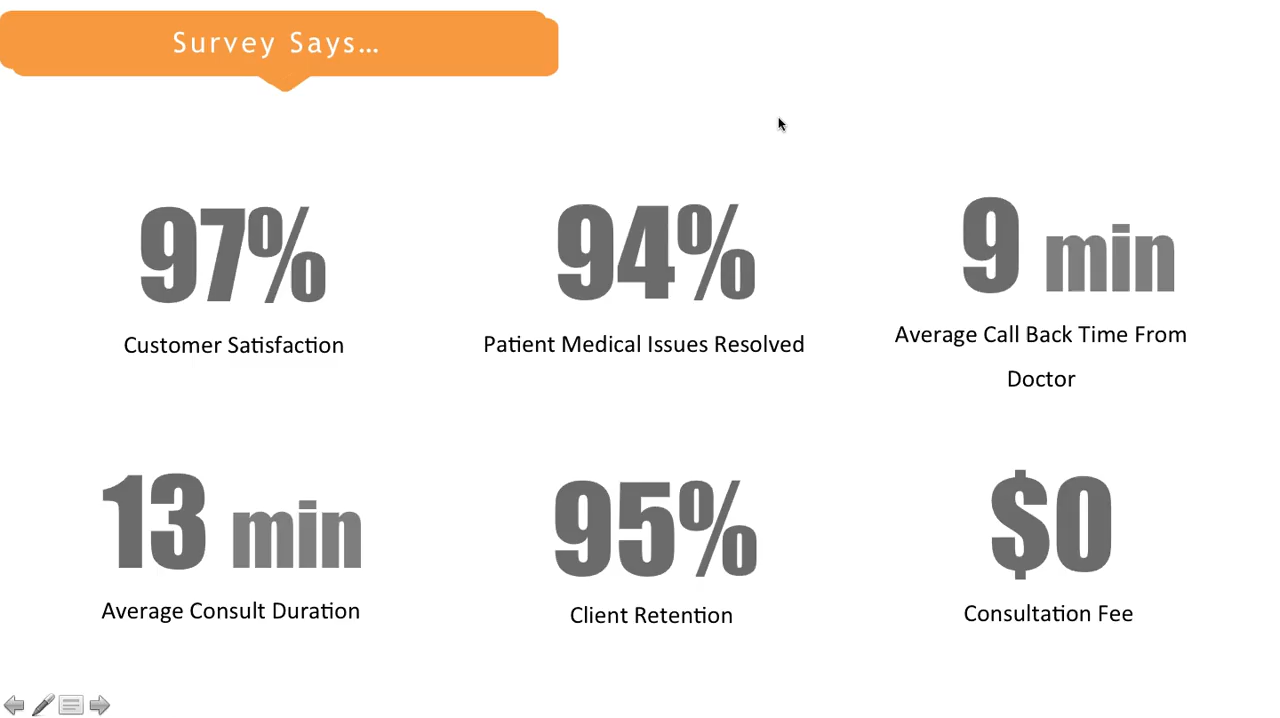 Survey Says…
97%
Customer Satisfaction
94%
Patient Medical Issues Resolved
9 min
Average Call Back Time From
Doctor
13 min
Average Consult Duration
95%
Client Retention
$0
Consultation Fee